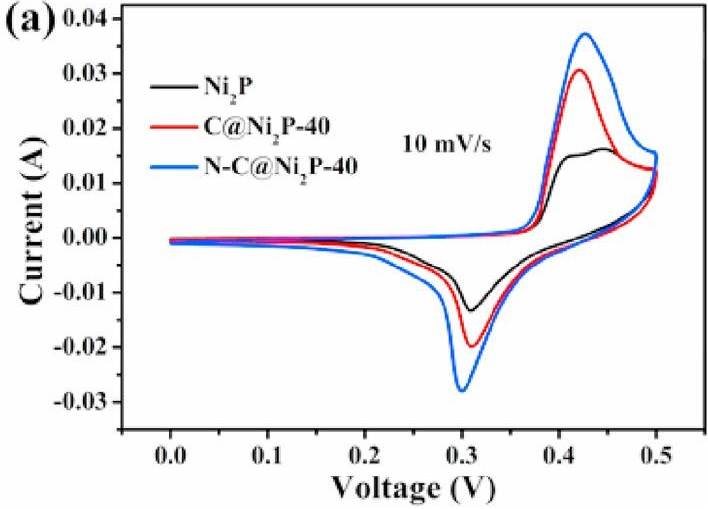 (a)
0.04
0.03
0.02
0.01
0.00
-0.01
-0.02
-0.03
Current (A)
Ni₂P
C@Ni₂P-40
N-C@Ni₂P-40
10 mV/s
0.0 0.1 0.2 0.3 0.4 0.5
Voltage (V)